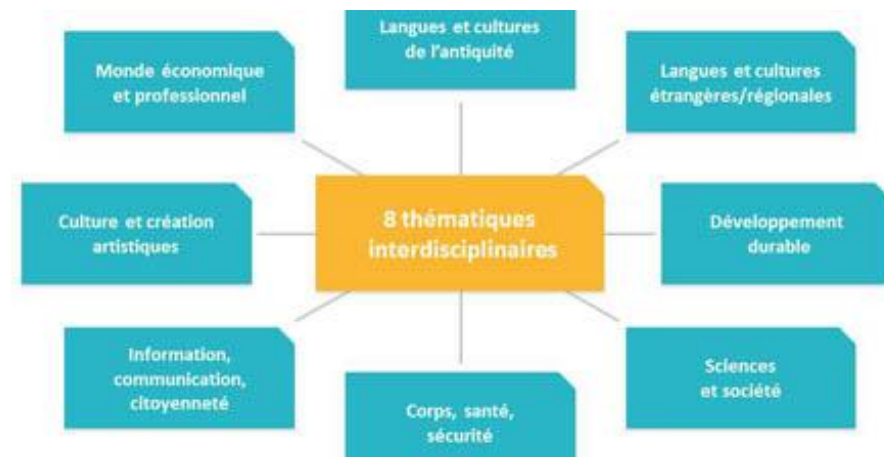 Langues et cultures
de l'antiquité
Monde économique
et professionnel
Langues et cultures
étrangères/régionales
Culture et création
artistiques
8 thématiques
interdisciplinaires
Développement
durable
Information,
communication,
citoyenneté
Sciences
et société
Corps, santé,
sécurité